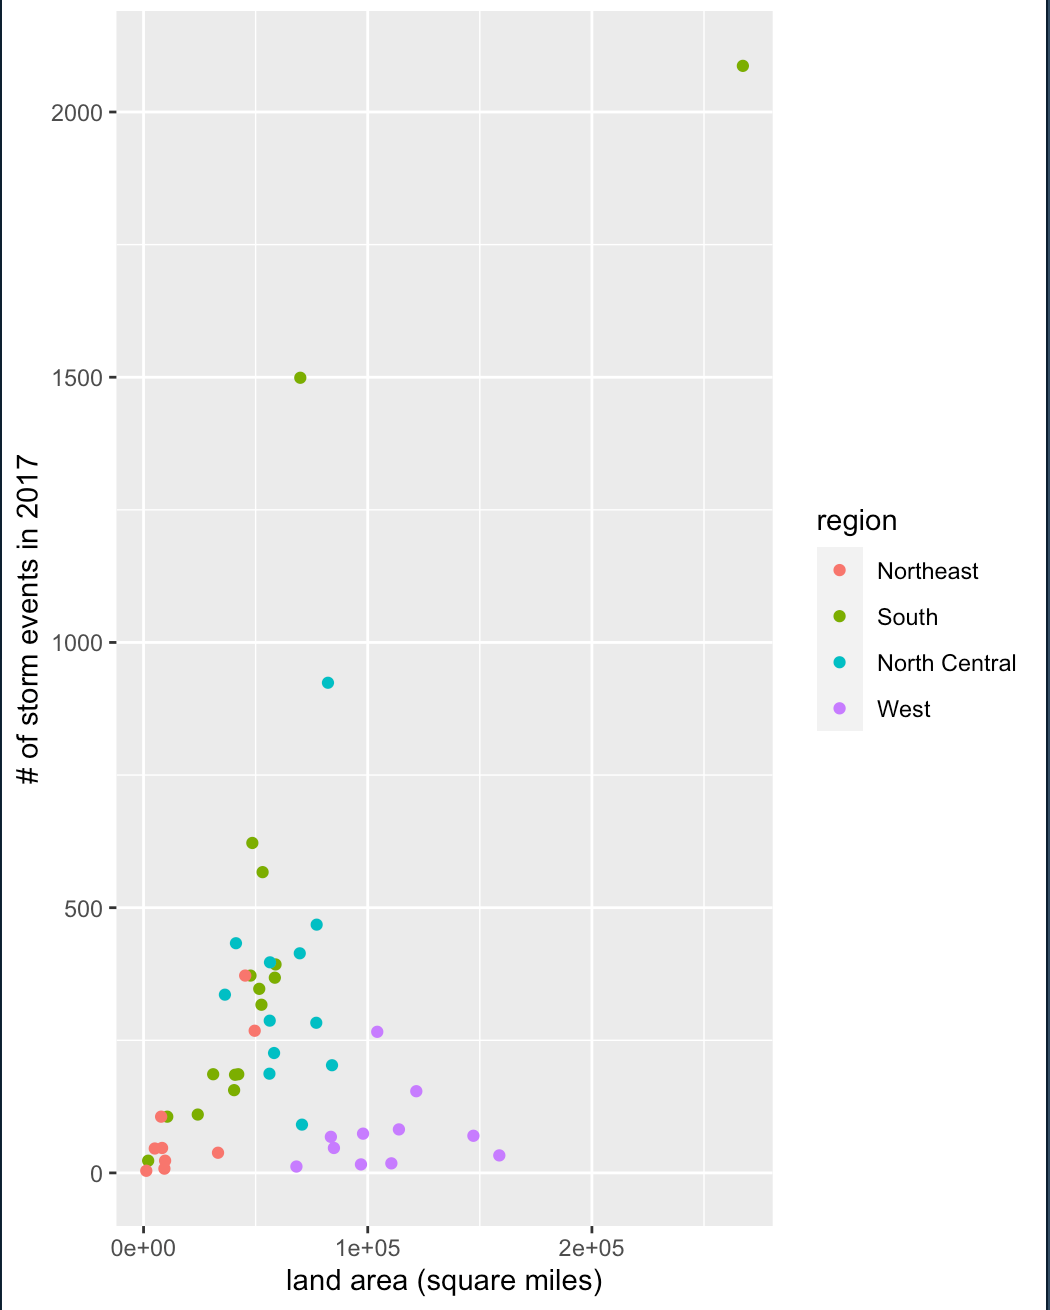 2000
1500
1000
500
0
# of storm events in 2017
0e+00 1e+05 2e+05
land area (square miles)
region
Northeast
South
North Central
West